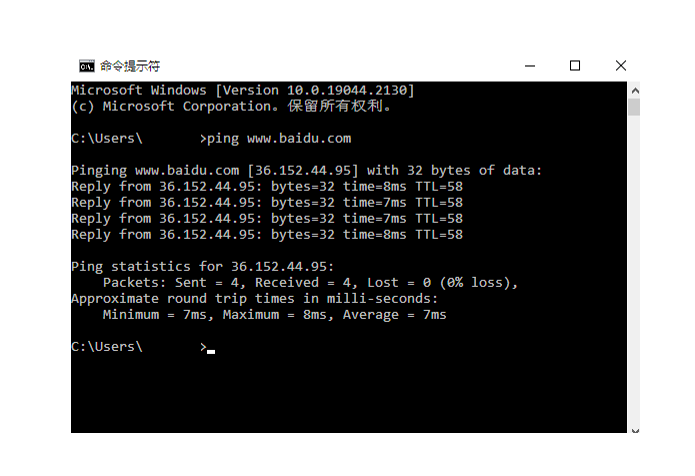 命令提示符
Microsoft Windows [Version 10.0.19044.2130]
(c) Microsoft Corporation。保留所有权利。
C:\Users\ >ping www.baidu.com
Pinging www.baidu.com [36.152.44.95] with 32 bytes of data:
Reply from 36.152.44.95: bytes=32 time=8ms TTL=58
Reply from 36.152.44.95: bytes=32 time=7ms TTL=58
Reply from 36.152.44.95: bytes=32 time=7ms TTL=58
Reply from 36.152.44.95: bytes=32 time=8ms TTL=58
Ping statistics for 36.152.44.95:
Packets: Sent = 4, Received = 4, Lost = 0 (0% loss),
Approximate round trip times in milli-seconds:
Minimum = 7ms, Maximum = 8ms, Average = 7ms
C:\Users\ >